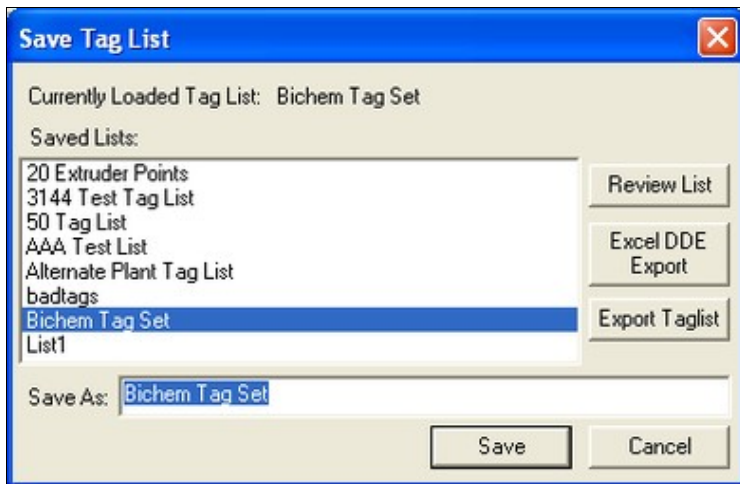 Save Tag List
Currently Loaded Tag List: Bichem Tag Set
Saved Lists:
20 Extruder Points
3144 Test Tag List
50 Tag List
AAA Test List
Alternate Plant Tag List
badtags
Bichem Tag Set
List1
Review List
Excel DDE
Export
Export Taglist
Save As: Bichem Tag Set
Save
Cancel